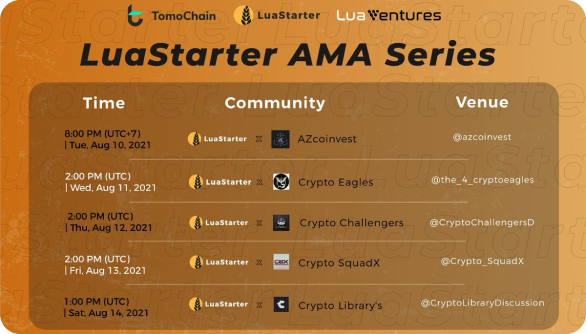 TomoChain LuaStarter LuaVentures
LuaStarter AMA Series
Time Community Venue
8:00 PM (UTC+7)
| Tue, Aug 10, 2021
LuaStarter X AZcoinvest @azcoinvest
2:00 PM (UTC)
| Wed, Aug 11, 2021
LuaStarter X Crypto Eagles @the_4_cryptoeagles
2:00 PM (UTC)
| Thu, Aug 12, 2021
LuaStarter X Crypto Challengers @CryptoChallengersD
2:00 PM (UTC)
| Fri, Aug 13, 2021
LuaStarter X Crypto SquadX @Crypto_SquadX
1:00 PM (UTC)
| Sat, Aug 14, 2021
LuaStarter X Crypto Library's @CryptoLibraryDiscussion